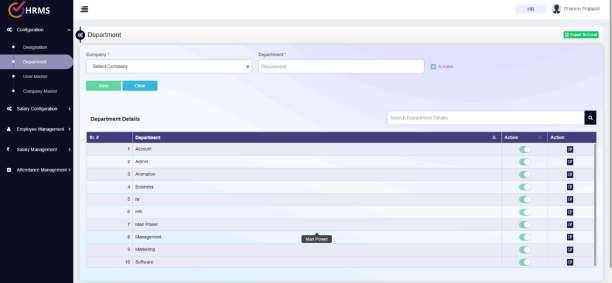 HRMS
HR
Dharmin Prajapati
Configuration
Department
Export To Excel
Designation
Department
User Master
Company Master
Company *
Department *
Select Company
Department
Is Active
Save
Clear
Salary Configuration
Employee Management
Salary Management
Attendance Management
Department Details
Search Department Details
Sr. #
Department
Active
Action
1 Account
2 Admin
3 Animation
4 Business
5 hr
6 HR
7 Man Power
8 Management
9 Marketing
10 Software
Man Power